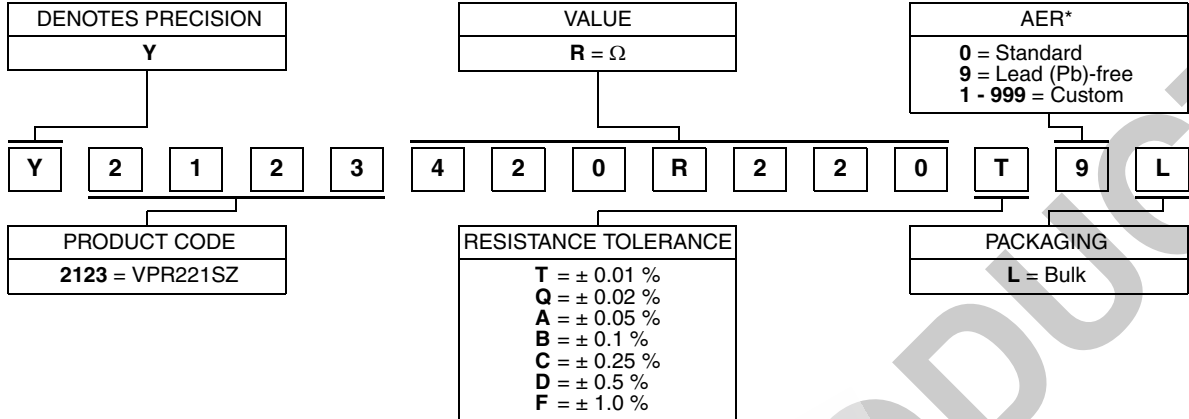 DENOTES PRECISION
Y
VALUE
R = Ω
AER*
0 = Standard
9 = Lead (Pb)-free
1 - 999 = Custom
Y 2 1 2 3 4 2 0 R 2 2 0 T 9 L
PRODUCT CODE
2123 = VPR221SZ
RESISTANCE TOLERANCE
T = ± 0.01 %
Q = ± 0.02 %
A = ± 0.05 %
B = ± 0.1 %
C = ± 0.25 %
D = ± 0.5 %
F = ± 1.0 %
PACKAGING
L = Bulk